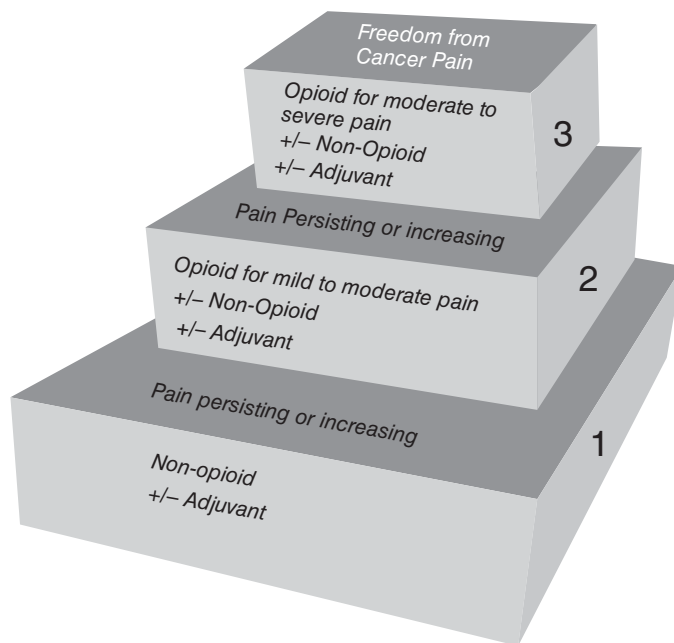 Freedom from
Cancer Pain
Opioid for moderate to
severe pain
+/– Non-Opioid
+/– Adjuvant
3
Pain Persisting or increasing
Opioid for mild to moderate pain
+/– Non-Opioid
+/– Adjuvant
2
Pain persisting or increasing
Non-opioid
+/– Adjuvant
1